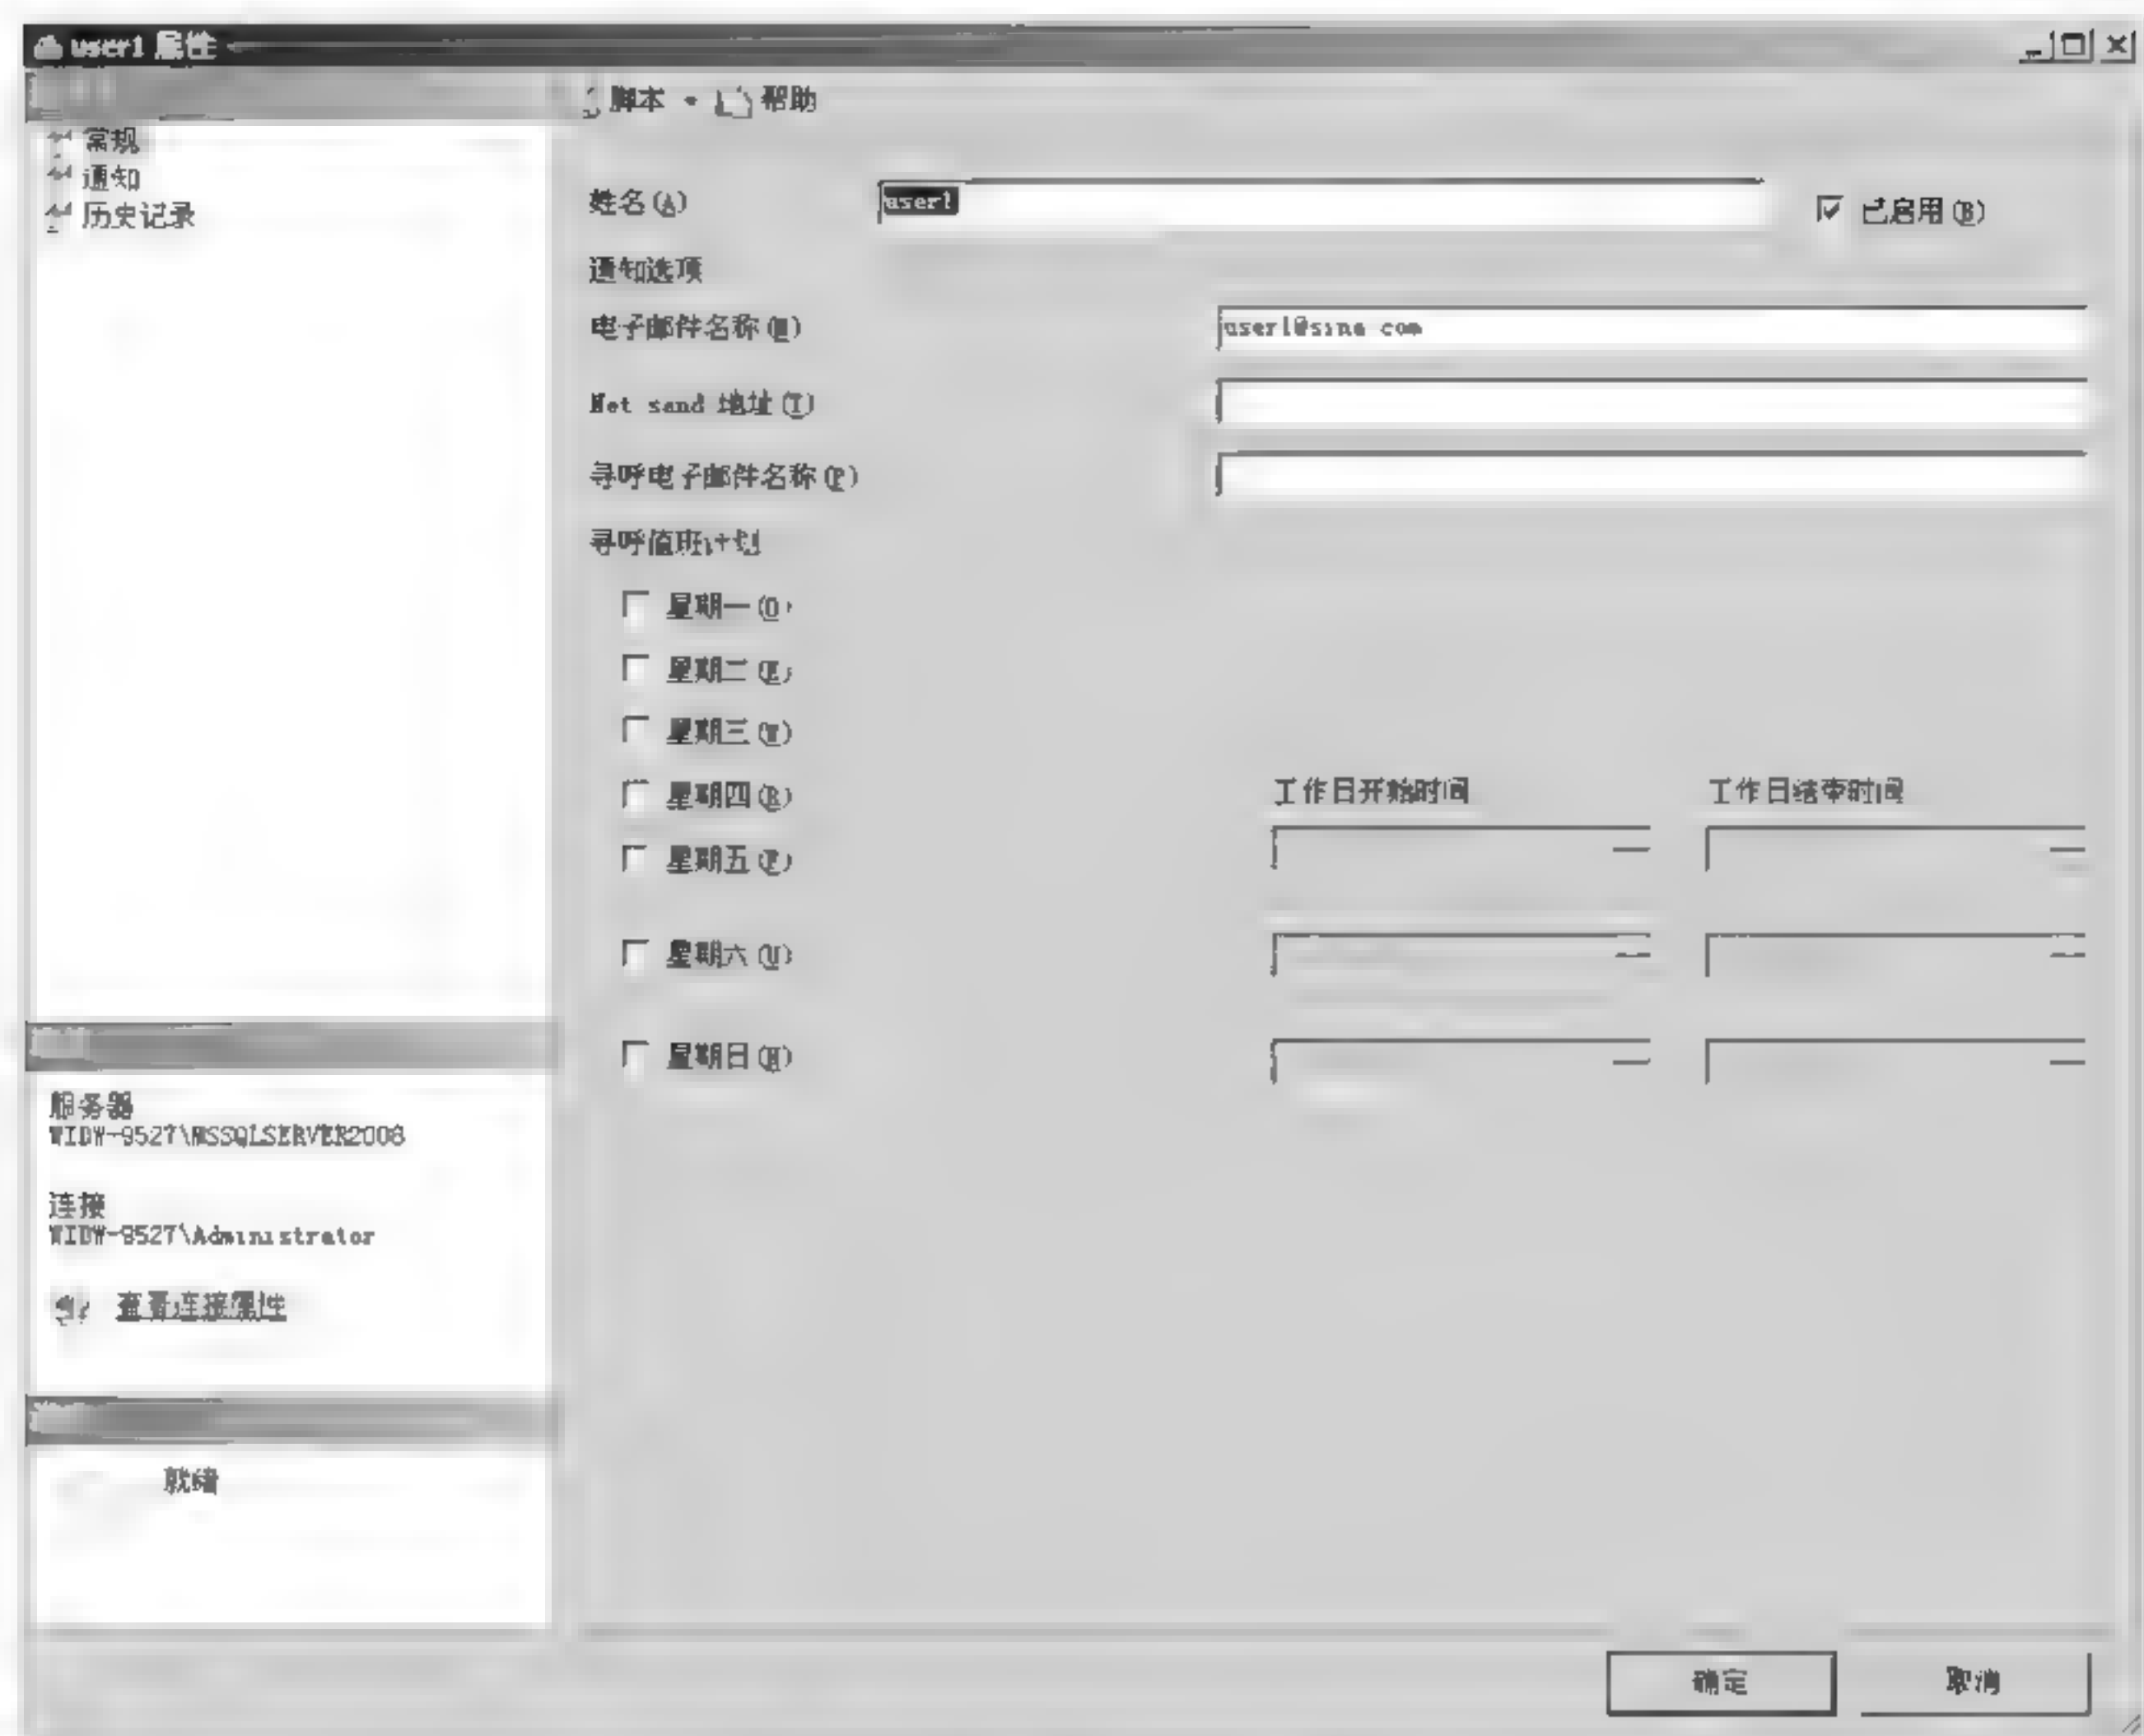 user1 属性
脚本 帮助
常规
通知
历史记录
姓名(A) user1 已启用(B)
通知选项
电子邮件名称(M) user1@sina com
Net sand 地址(T)
寻呼电子邮件名称(P)
寻呼值班计划
星期一(O)
星期二(E)
星期三(W)
星期四(R)
星期五(F)
星期六(U)
星期日(H)
工作日开始时间 工作日结束时间
服务器
WIDW-9527\MSSQLSERVER2008
连接
WIDW-9527\Administrator
查看连接属性
就绪
确定 取消